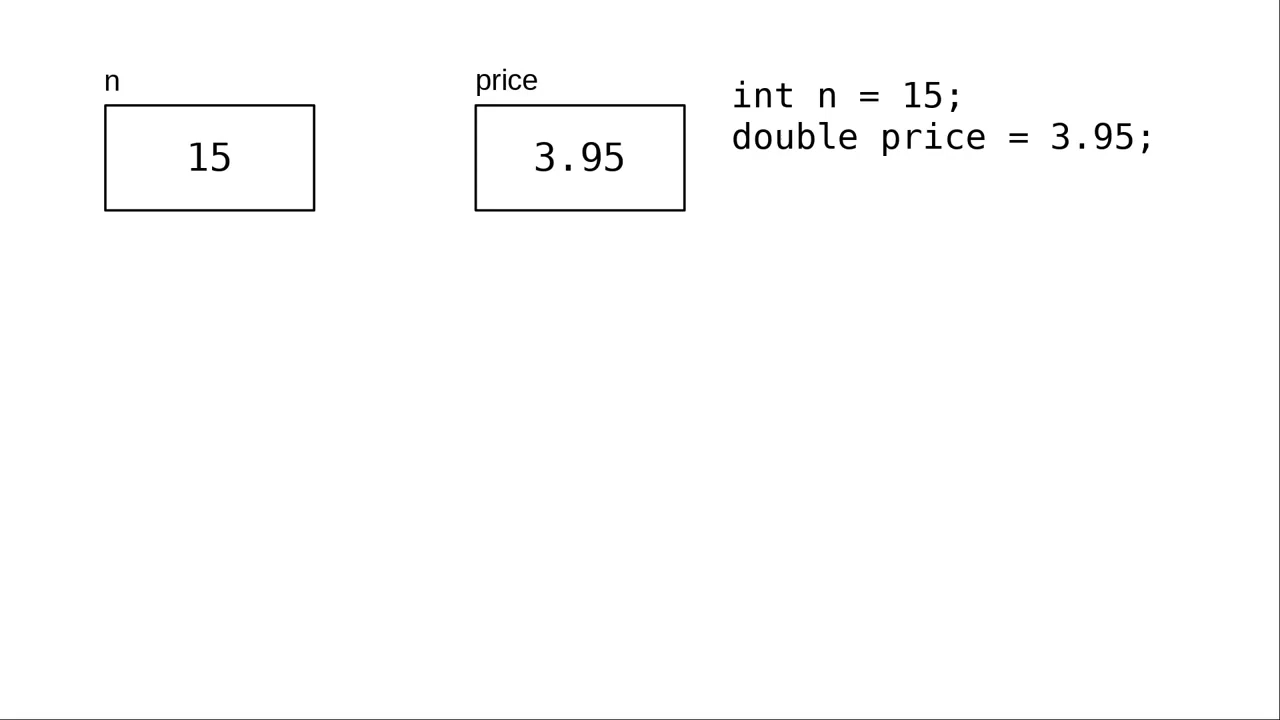 n
15
price
3.95
int n = 15;
double price = 3.95;